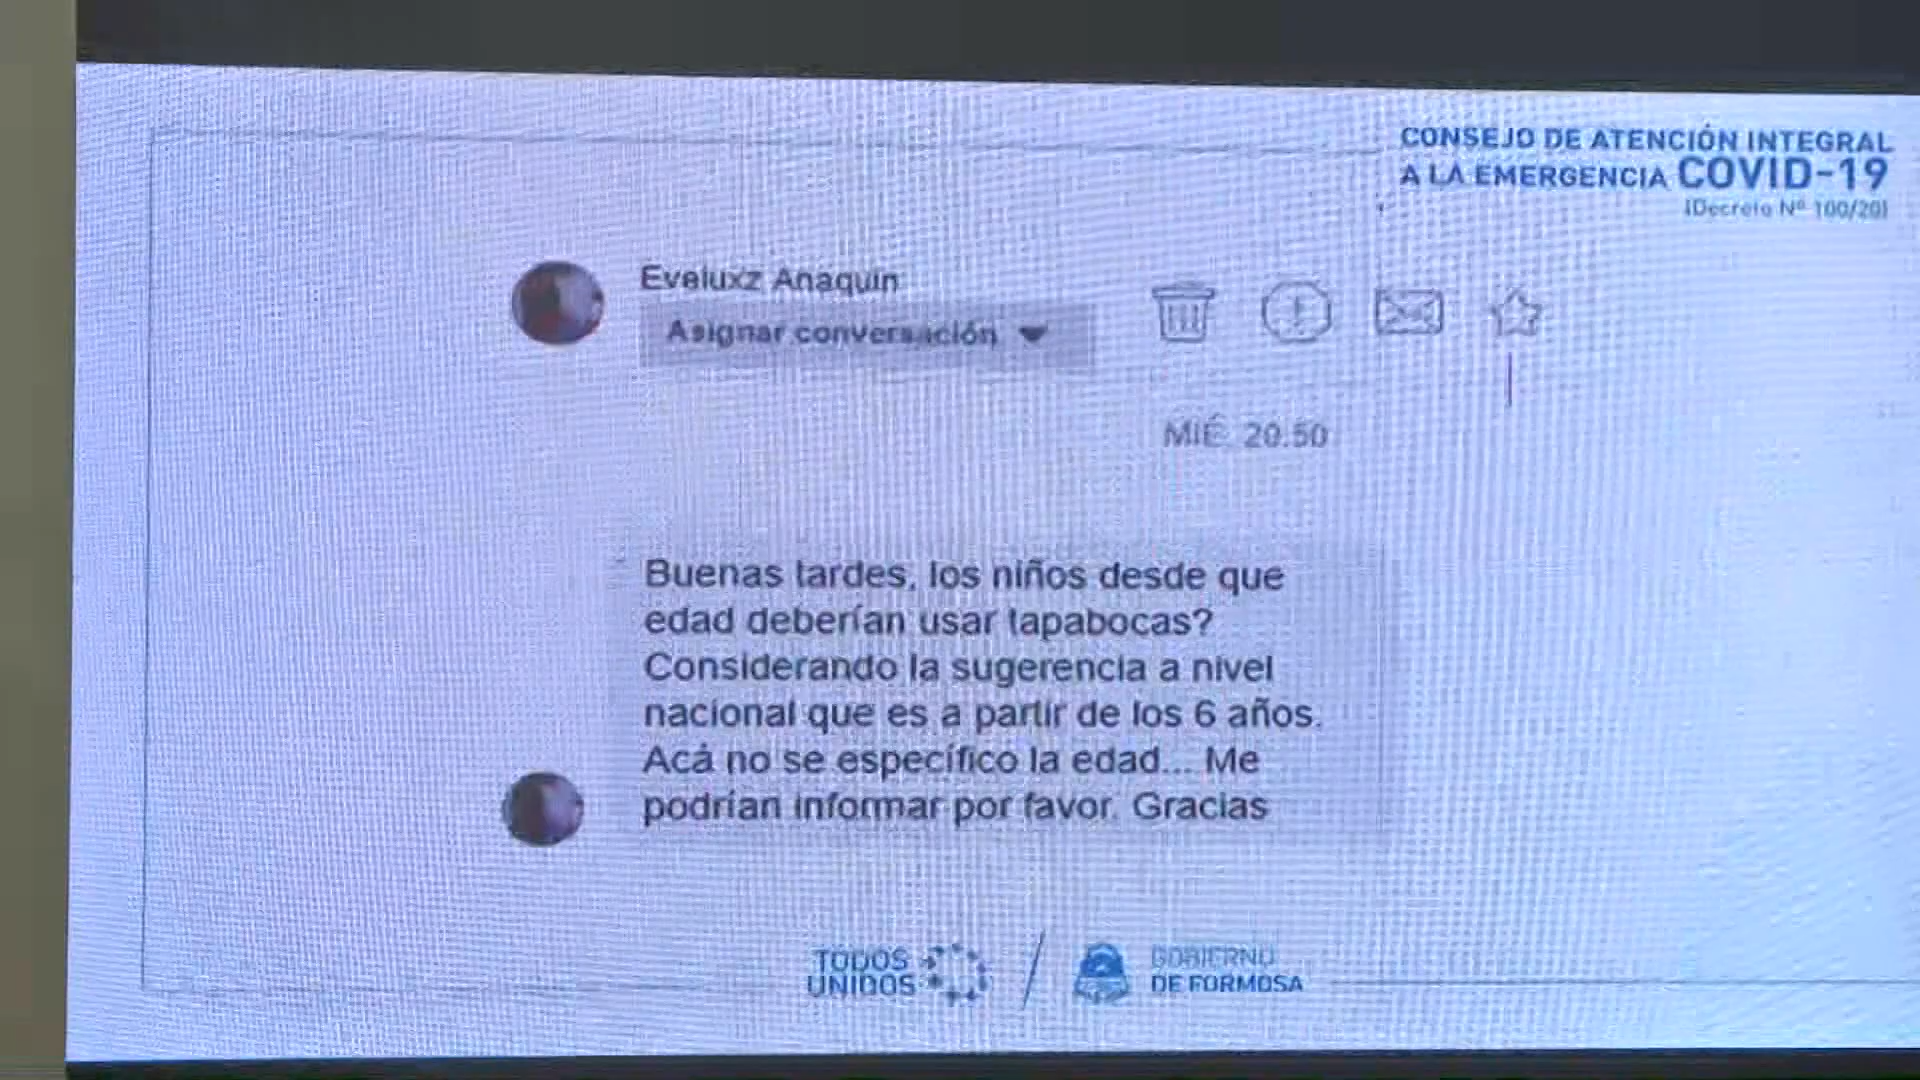 CONSEJO DE ATENCIÓN INTEGRAL
A LA EMERGENCIA COVID-19
(Decreto Nº 100/20)
Eveluxz Anaquin
Asignar conversación
MIÉ 20:50
Buenas tardes, los niños desde que
edad deberían usar tapabocas?
Considerando la sugerencia a nivel
nacional que es a partir de los 6 años.
Acá no se específico la edad... Me
podrían informar por favor. Gracias
TODOS
UNIDOS
GOBIERNO
DE FORMOSA